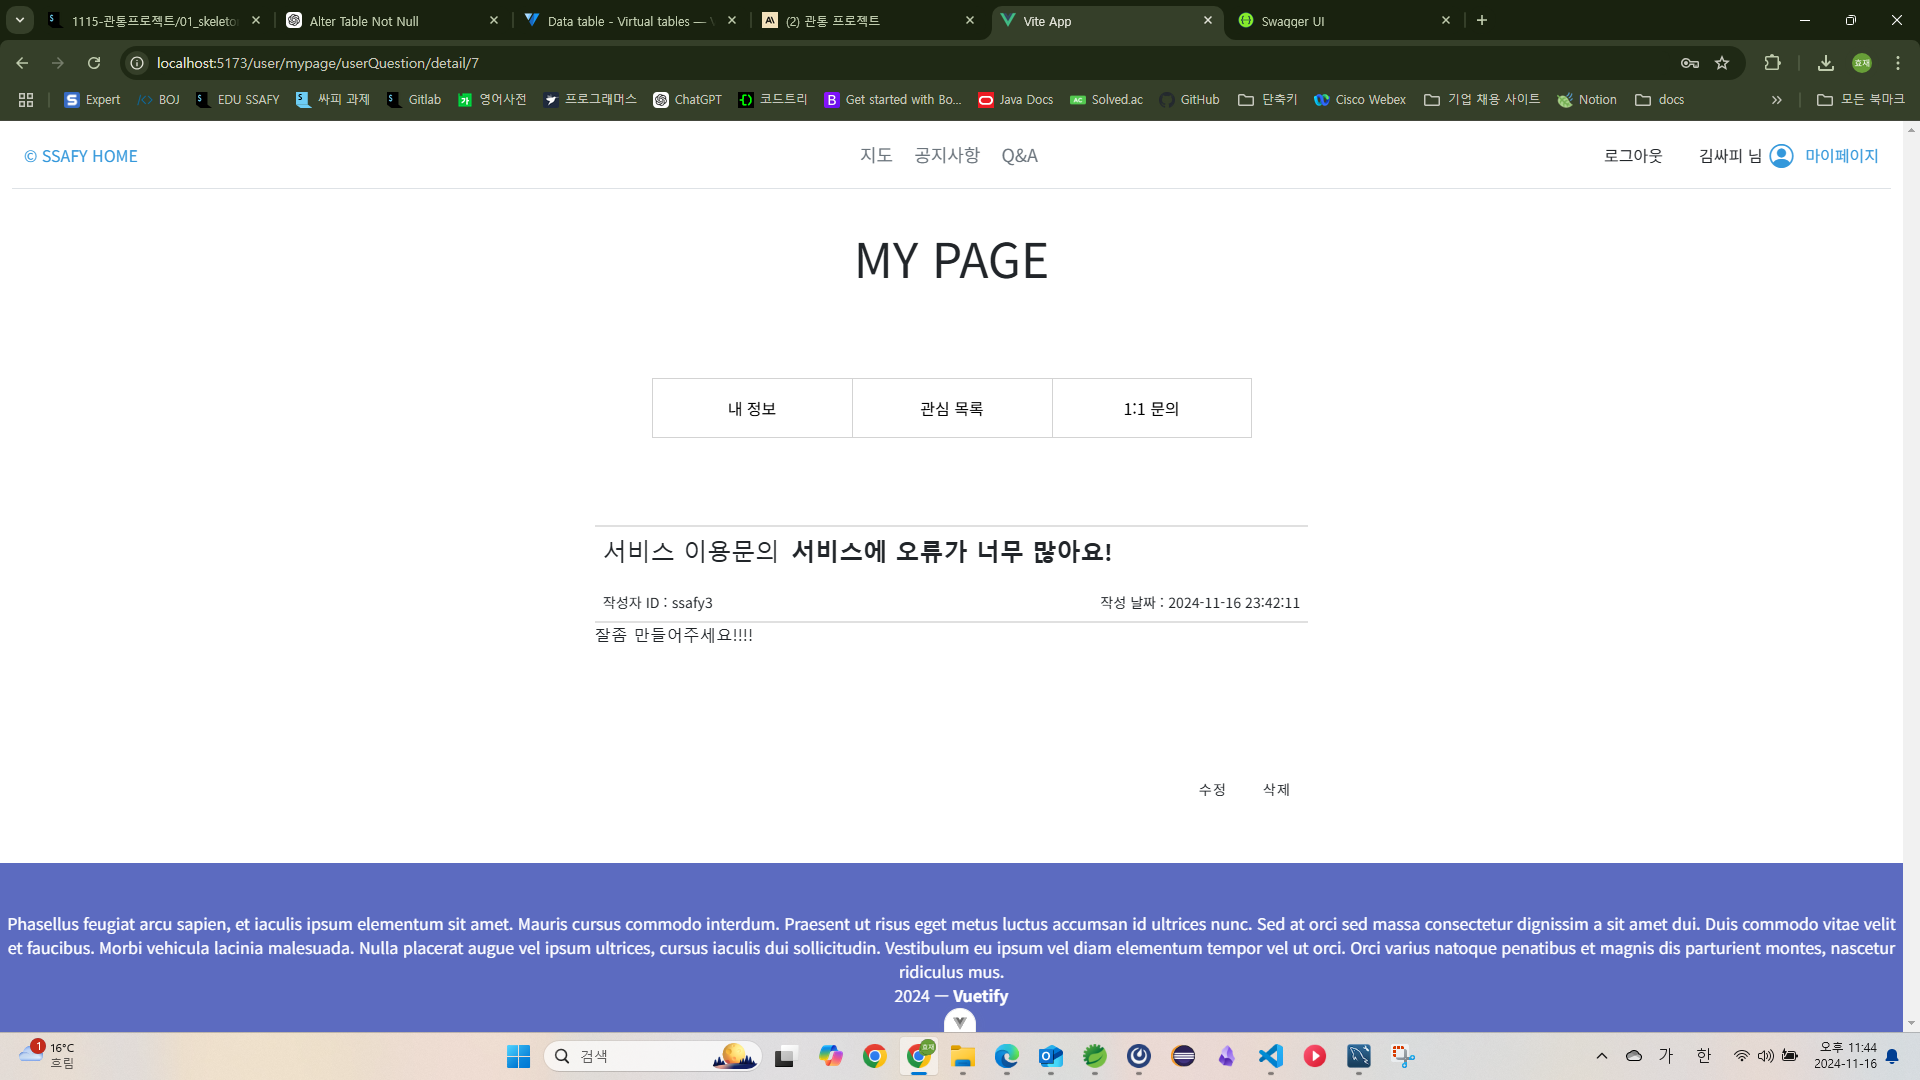 1115-관통프로젝트/01_skeleto
Alter Table Not Null
Data table - Virtual tables —
(2) 관통 프로젝트
Vite App
Swagger UI
localhost:5173/user/mypage/userQuestion/detail/7
효재
Expert
BOJ
EDU SSAFY
싸피 과제
Gitlab
영어사전
프로그래머스
ChatGPT
코드트리
Get started with Bo...
Java Docs
Solved.ac
GitHub
단축키
Cisco Webex
기업 채용 사이트
Notion
docs
모든 북마크
© SSAFY HOME
지도
공지사항
Q&A
로그아웃
김싸피 님
마이페이지
MY PAGE
내 정보
관심 목록
1:1 문의
서비스 이용문의 서비스에 오류가 너무 많아요!
작성자 ID : ssafy3
작성 날짜 : 2024-11-16 23:42:11
잘좀 만들어주세요!!!!
수정
삭제
Phasellus feugiat arcu sapien, et iaculis ipsum elementum sit amet. Mauris cursus commodo interdum. Praesent ut risus eget metus luctus accumsan id ultrices nunc. Sed at orci sed massa consectetur dignissim a sit amet dui. Duis commodo vitae velit
et faucibus. Morbi vehicula lacinia malesuada. Nulla placerat augue vel ipsum ultrices, cursus iaculis dui sollicitudin. Vestibulum eu ipsum vel diam elementum tempor vel ut orci. Orci varius natoque penatibus et magnis dis parturient montes, nascetur
ridiculus mus.
2024 — Vuetify
1
16°C
흐림
검색
가
한
오후 11:44
2024-11-16